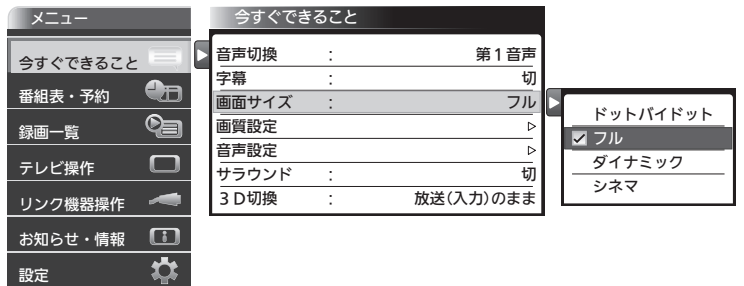 メニュー
今すぐできること
番組表・予約
録画一覧
テレビ操作
リンク機器操作
お知らせ・情報
設定
今すぐできること
音声切換 : 第1音声
字幕 : 切
画面サイズ : フル
画質設定
音声設定
サラウンド : 切
3D切換 : 放送(入力)のまま
ドットバイドット
フル
ダイナミック
シネマ